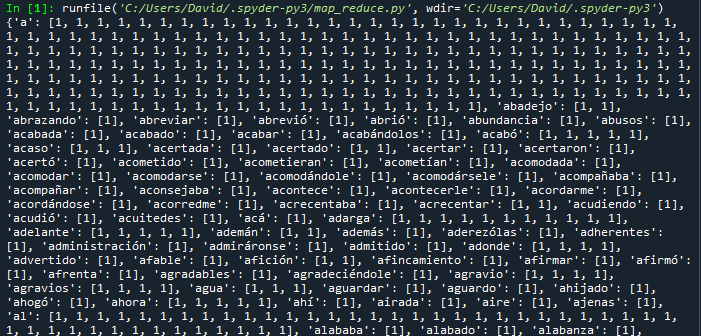 In [1]: runfile('C:/Users/David/.spyder-py3/map_reduce.py', wdir='C:/Users/David/.spyder-py3')
{'a': [1, 1, 1, 1, 1, 1, 1, 1, 1, 1, 1, 1, 1, 1, 1, 1, 1, 1, 1, 1, 1, 1, 1, 1, 1, 1, 1, 1, 1, 1, 1,
1, 1, 1, 1, 1, 1, 1, 1, 1, 1, 1, 1, 1, 1, 1, 1, 1, 1, 1, 1, 1, 1, 1, 1, 1, 1, 1, 1, 1, 1, 1, 1, 1,
1, 1, 1, 1, 1, 1, 1, 1, 1, 1, 1, 1, 1, 1, 1, 1, 1, 1, 1, 1, 1, 1, 1, 1, 1, 1, 1, 1, 1, 1, 1, 1, 1,
1, 1, 1, 1, 1, 1, 1, 1, 1, 1, 1, 1, 1, 1, 1, 1, 1, 1, 1, 1, 1, 1, 1, 1, 1, 1, 1, 1, 1, 1, 1, 1, 1,
1, 1, 1, 1, 1, 1, 1, 1, 1, 1, 1, 1, 1, 1, 1, 1, 1, 1, 1, 1, 1, 1, 1, 1, 1, 1, 1, 1, 1, 1, 1, 1, 1,
1, 1, 1, 1, 1, 1, 1, 1, 1, 1, 1, 1, 1, 1, 1, 1, 1, 1, 1, 1, 1, 1, 1, 1, 1, 1, 1, 1, 1, 1, 1, 1, 1,
1, 1, 1, 1, 1, 1, 1, 1, 1, 1, 1, 1, 1, 1, 1, 1, 1, 1, 1, 1, 1, 1, 1], 'abadejo': [1, 1],
'abrazando': [1], 'abreviar': [1], 'abrevió': [1], 'abrió': [1], 'abundancia': [1], 'abusos': [1],
'acabada': [1], 'acabado': [1], 'acabar': [1], 'acabándolos': [1], 'acabó': [1, 1, 1, 1, 1],
'acaso': [1, 1, 1], 'acertada': [1], 'acertado': [1, 1], 'acertar': [1], 'acertaron': [1],
'acertó': [1], 'acometido': [1], 'acometieran': [1], 'acometían': [1], 'acomodada': [1],
'acomodar': [1], 'acomodarse': [1], 'acomodándole': [1], 'acomodársele': [1], 'acompañaba': [1],
'acompañar': [1], 'aconsejaba': [1], 'acontece': [1], 'acontecerle': [1], 'acordarme': [1],
'acordándose': [1], 'acorredme': [1], 'acrecentaba': [1], 'acrecentar': [1, 1], 'acudiendo': [1],
'acudió': [1], 'acuitedes': [1], 'acá': [1], 'adarga': [1, 1, 1, 1, 1, 1, 1, 1, 1, 1, 1],
'adelante': [1, 1, 1, 1, 1], 'ademán': [1, 1], 'además': [1], 'aderezólas': [1], 'adherentes':
[1], 'administración': [1], 'admiráronse': [1], 'admitido': [1], 'adonde': [1, 1, 1, 1],
'advertido': [1], 'afable': [1], 'afición': [1, 1], 'afincamiento': [1], 'afirmar': [1], 'afirmó':
[1], 'afrenta': [1], 'agradables': [1], 'agradeciéndole': [1], 'agravio': [1, 1, 1, 1],
'agravios': [1, 1, 1], 'agua': [1, 1], 'aguardar': [1], 'aguardo': [1], 'ahijado': [1],
'ahogó': [1], 'ahora': [1, 1, 1, 1, 1], 'ahí': [1], 'airada': [1], 'aire': [1], 'ajenas': [1],
'al': [1, 1, 1, 1, 1, 1, 1, 1, 1, 1, 1, 1, 1, 1, 1, 1, 1, 1, 1, 1, 1, 1, 1, 1, 1, 1, 1, 1, 1, 1, 1,
1, 1, 1, 1, 1, 1, 1, 1, 1, 1, 1, 1, 1, 1], 'alababa': [1], 'alabado': [1], 'alabanza': [1],